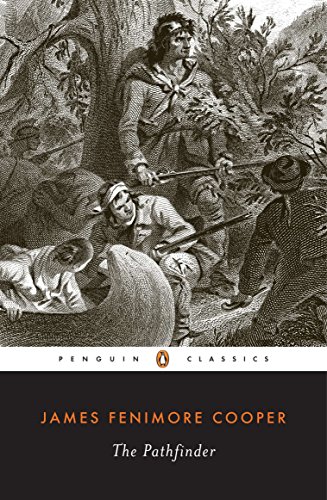 PENGUIN CLASSICS
JAMES FENIMORE COOPER
The Pathfinder